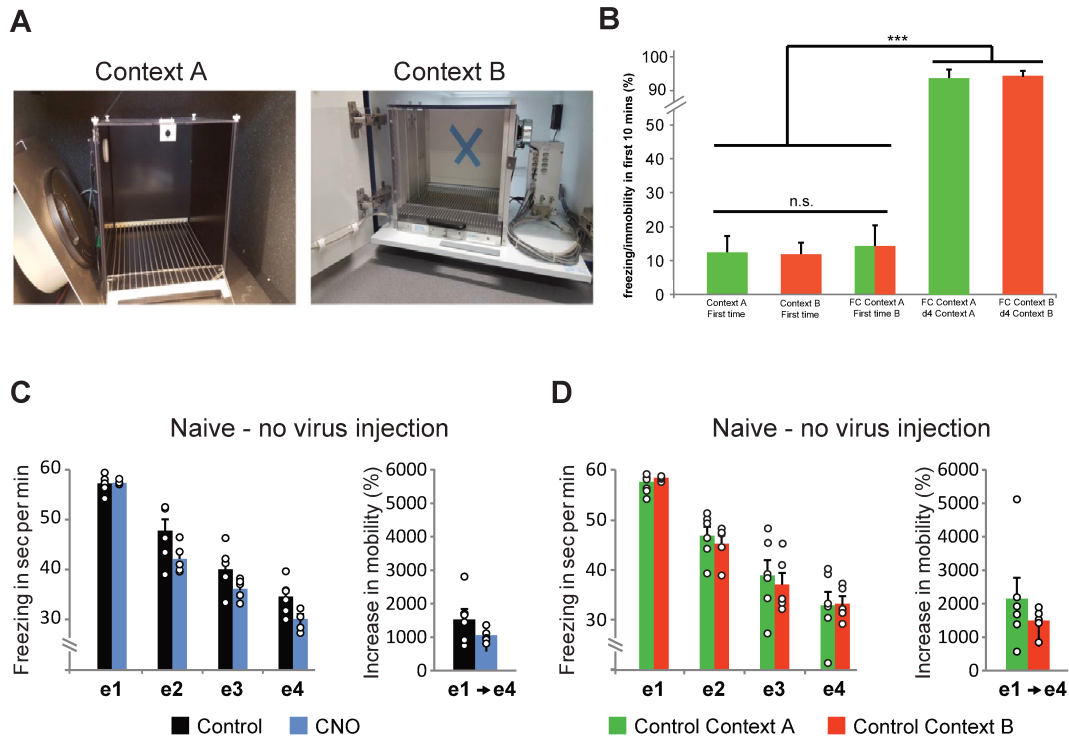 A
Context A
Context B
B
***
freezing/immobility in first 10 mins (%)
100
90
50
40
30
20
10
0
n.s.
Context A
First time
Context B
First time
FC Context A
First time B
FC Context A
d4 Context A
FC Context B
d4 Context B
C
Naive - no virus injection
Freezing in sec per min
60
50
40
30
e1 e2 e3 e4
Increase in mobility (%)
6000
5000
4000
3000
2000
1000
0
e1 → e4
Control CNO
D
Naive - no virus injection
Freezing in sec per min
60
50
40
30
e1 e2 e3 e4
Increase in mobility (%)
6000
5000
4000
3000
2000
1000
0
e1 → e4
Control Context A Control Context B